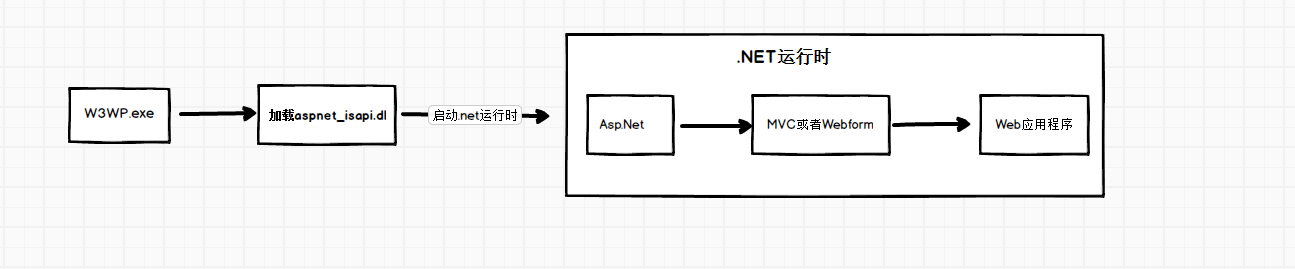 .NET运行时
W3WP.exe
加载aspnet_isapi.dl
启动.net运行时
Asp.Net
MVC或者Webform
Web应用程序